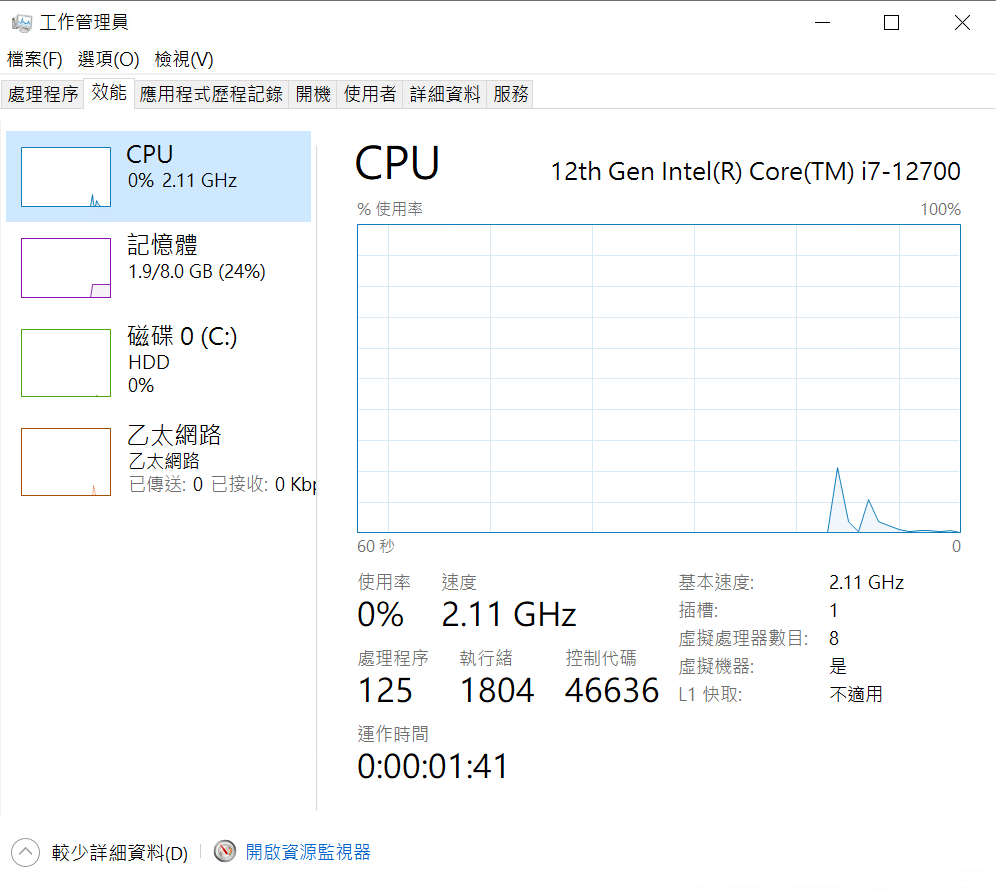 工作管理員
檔案(F) 選項(O) 檢視(V)
處理程序 效能 應用程式歷程記錄 開機 使用者 詳細資料 服務
CPU
0% 2.11 GHz
記憶體
1.9/8.0 GB (24%)
磁碟 0 (C:)
HDD
0%
乙太網路
乙太網路
已傳送: 0 已接收: 0 Kbp
CPU 12th Gen Intel(R) Core(TM) i7-12700
% 使用率 100%
60 秒 0
使用率 速度
0% 2.11 GHz
處理程序 執行緒 控制代碼
125 1804 46636
運作時間
0:00:01:41
基本速度: 2.11 GHz
插槽: 1
虛擬處理器數目: 8
虛擬機器: 是
L1 快取: 不適用
較少詳細資料(D) 開啟資源監視器